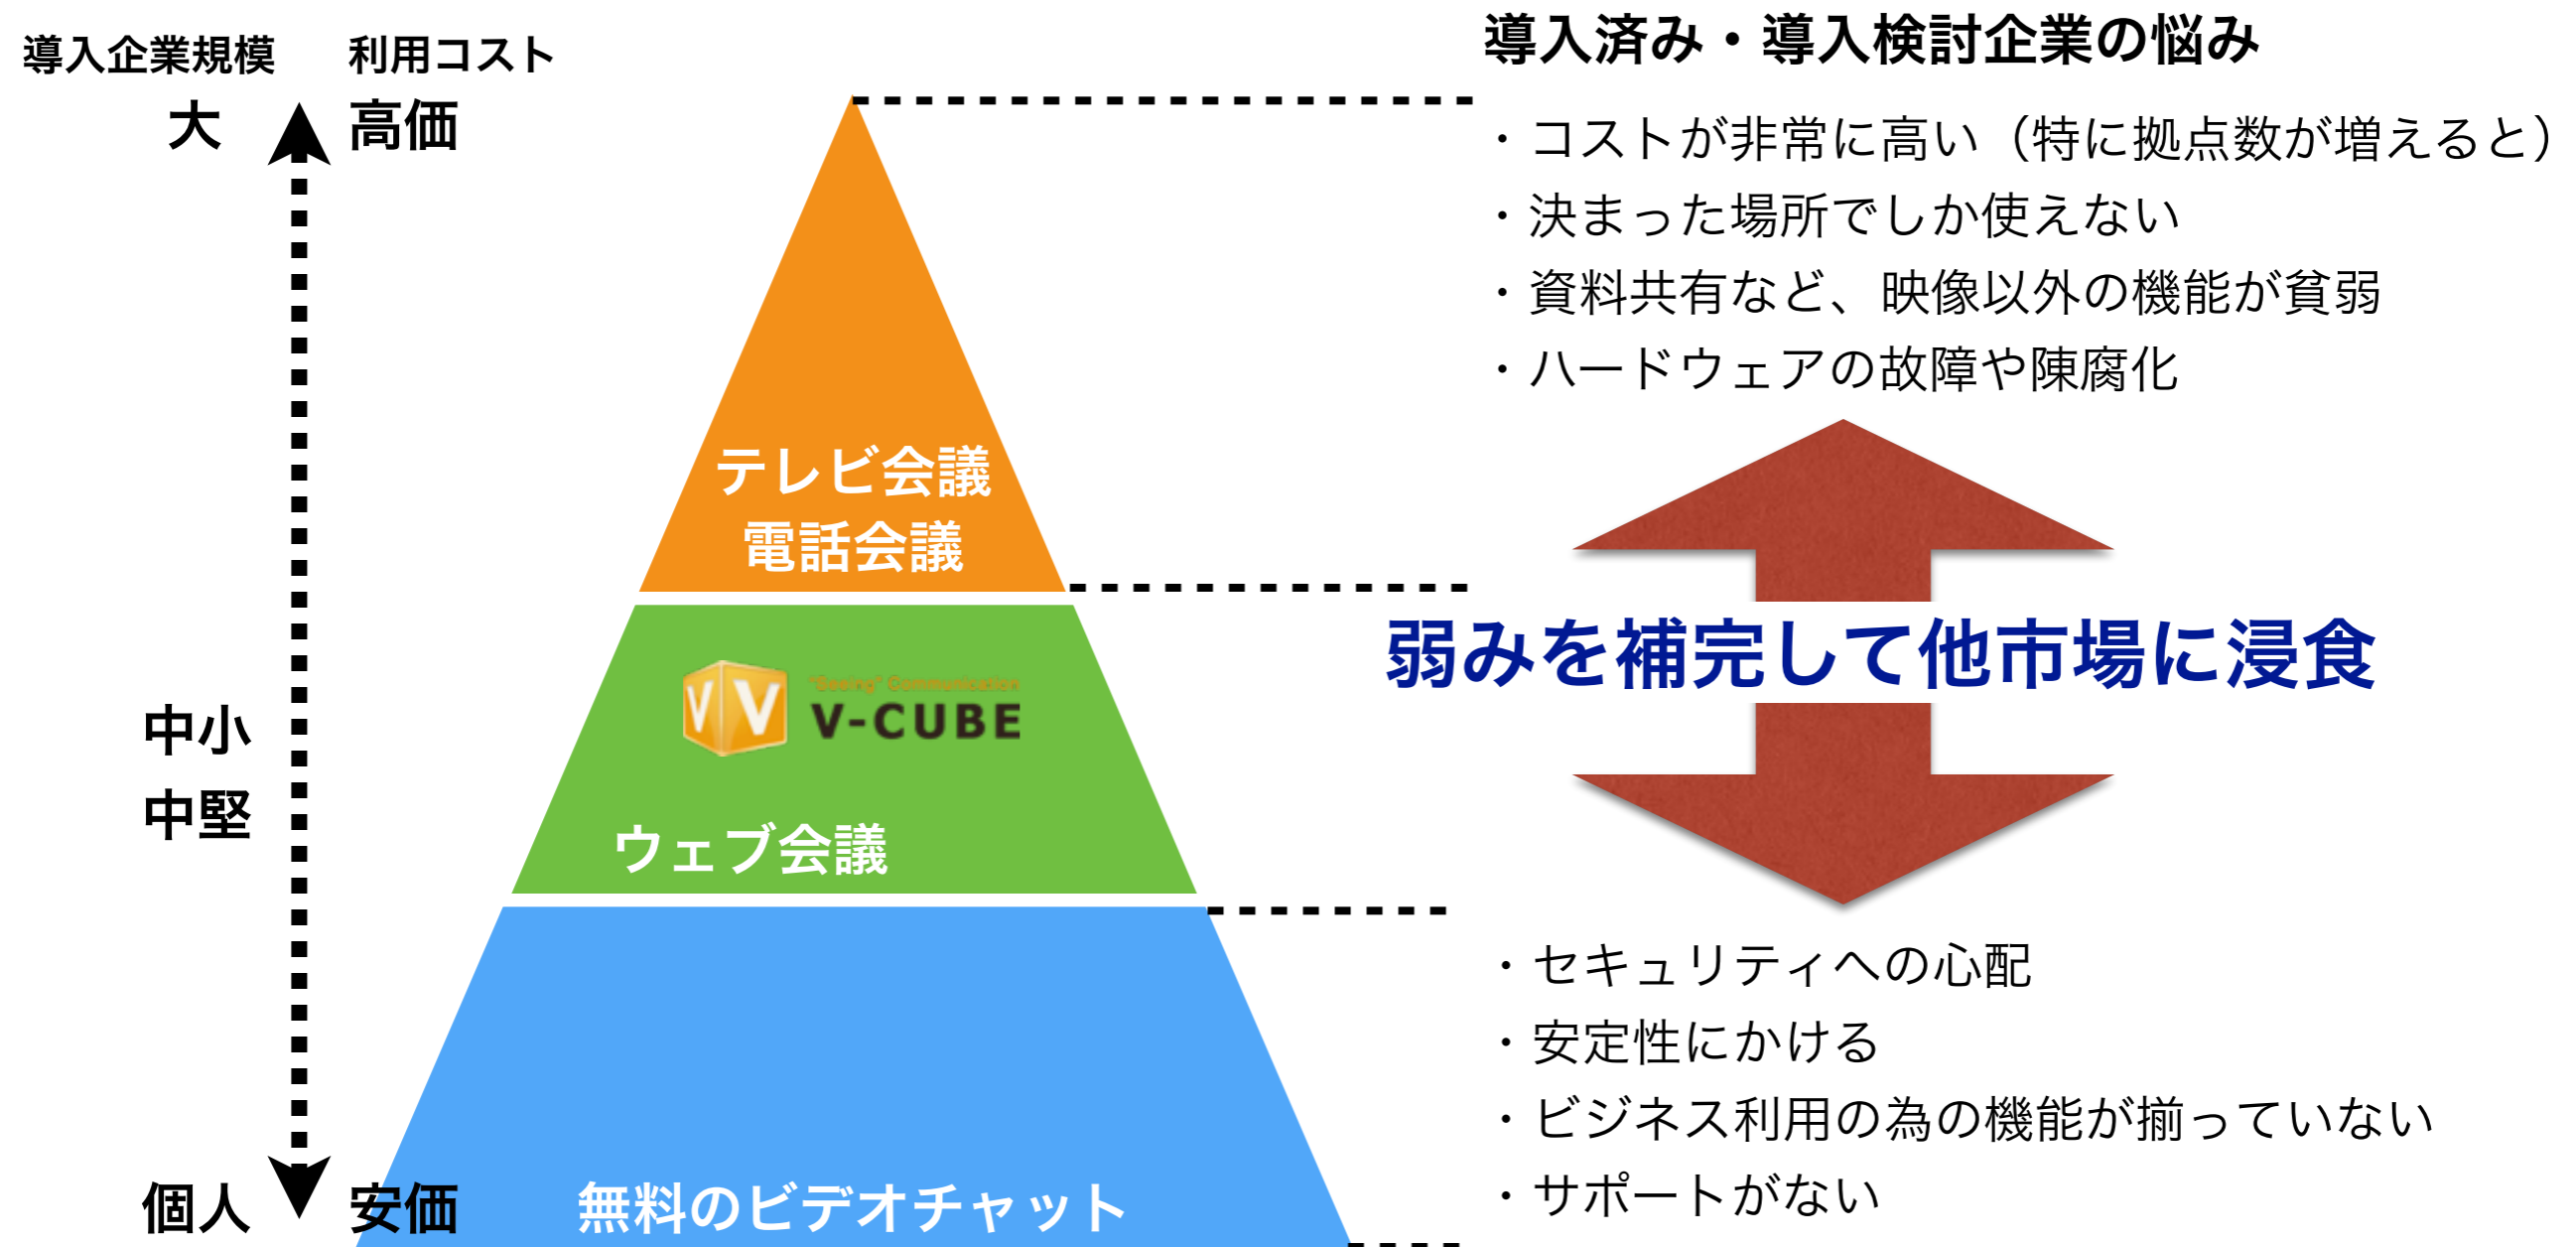 導入企業規模
利用コスト
大
高価
中小
中堅
個人
安価
テレビ会議
電話会議
"Seeing" Communication
V-CUBE
ウェブ会議
無料のビデオチャット
導入済み・導入検討企業の悩み
・コストが非常に高い（特に拠点数が増えると）
・決まった場所でしか使えない
・資料共有など、映像以外の機能が貧弱
・ハードウェアの故障や陳腐化
弱みを補完して他市場に浸食
・セキュリティへの心配
・安定性にかける
・ビジネス利用の為の機能が揃っていない
・サポートがない